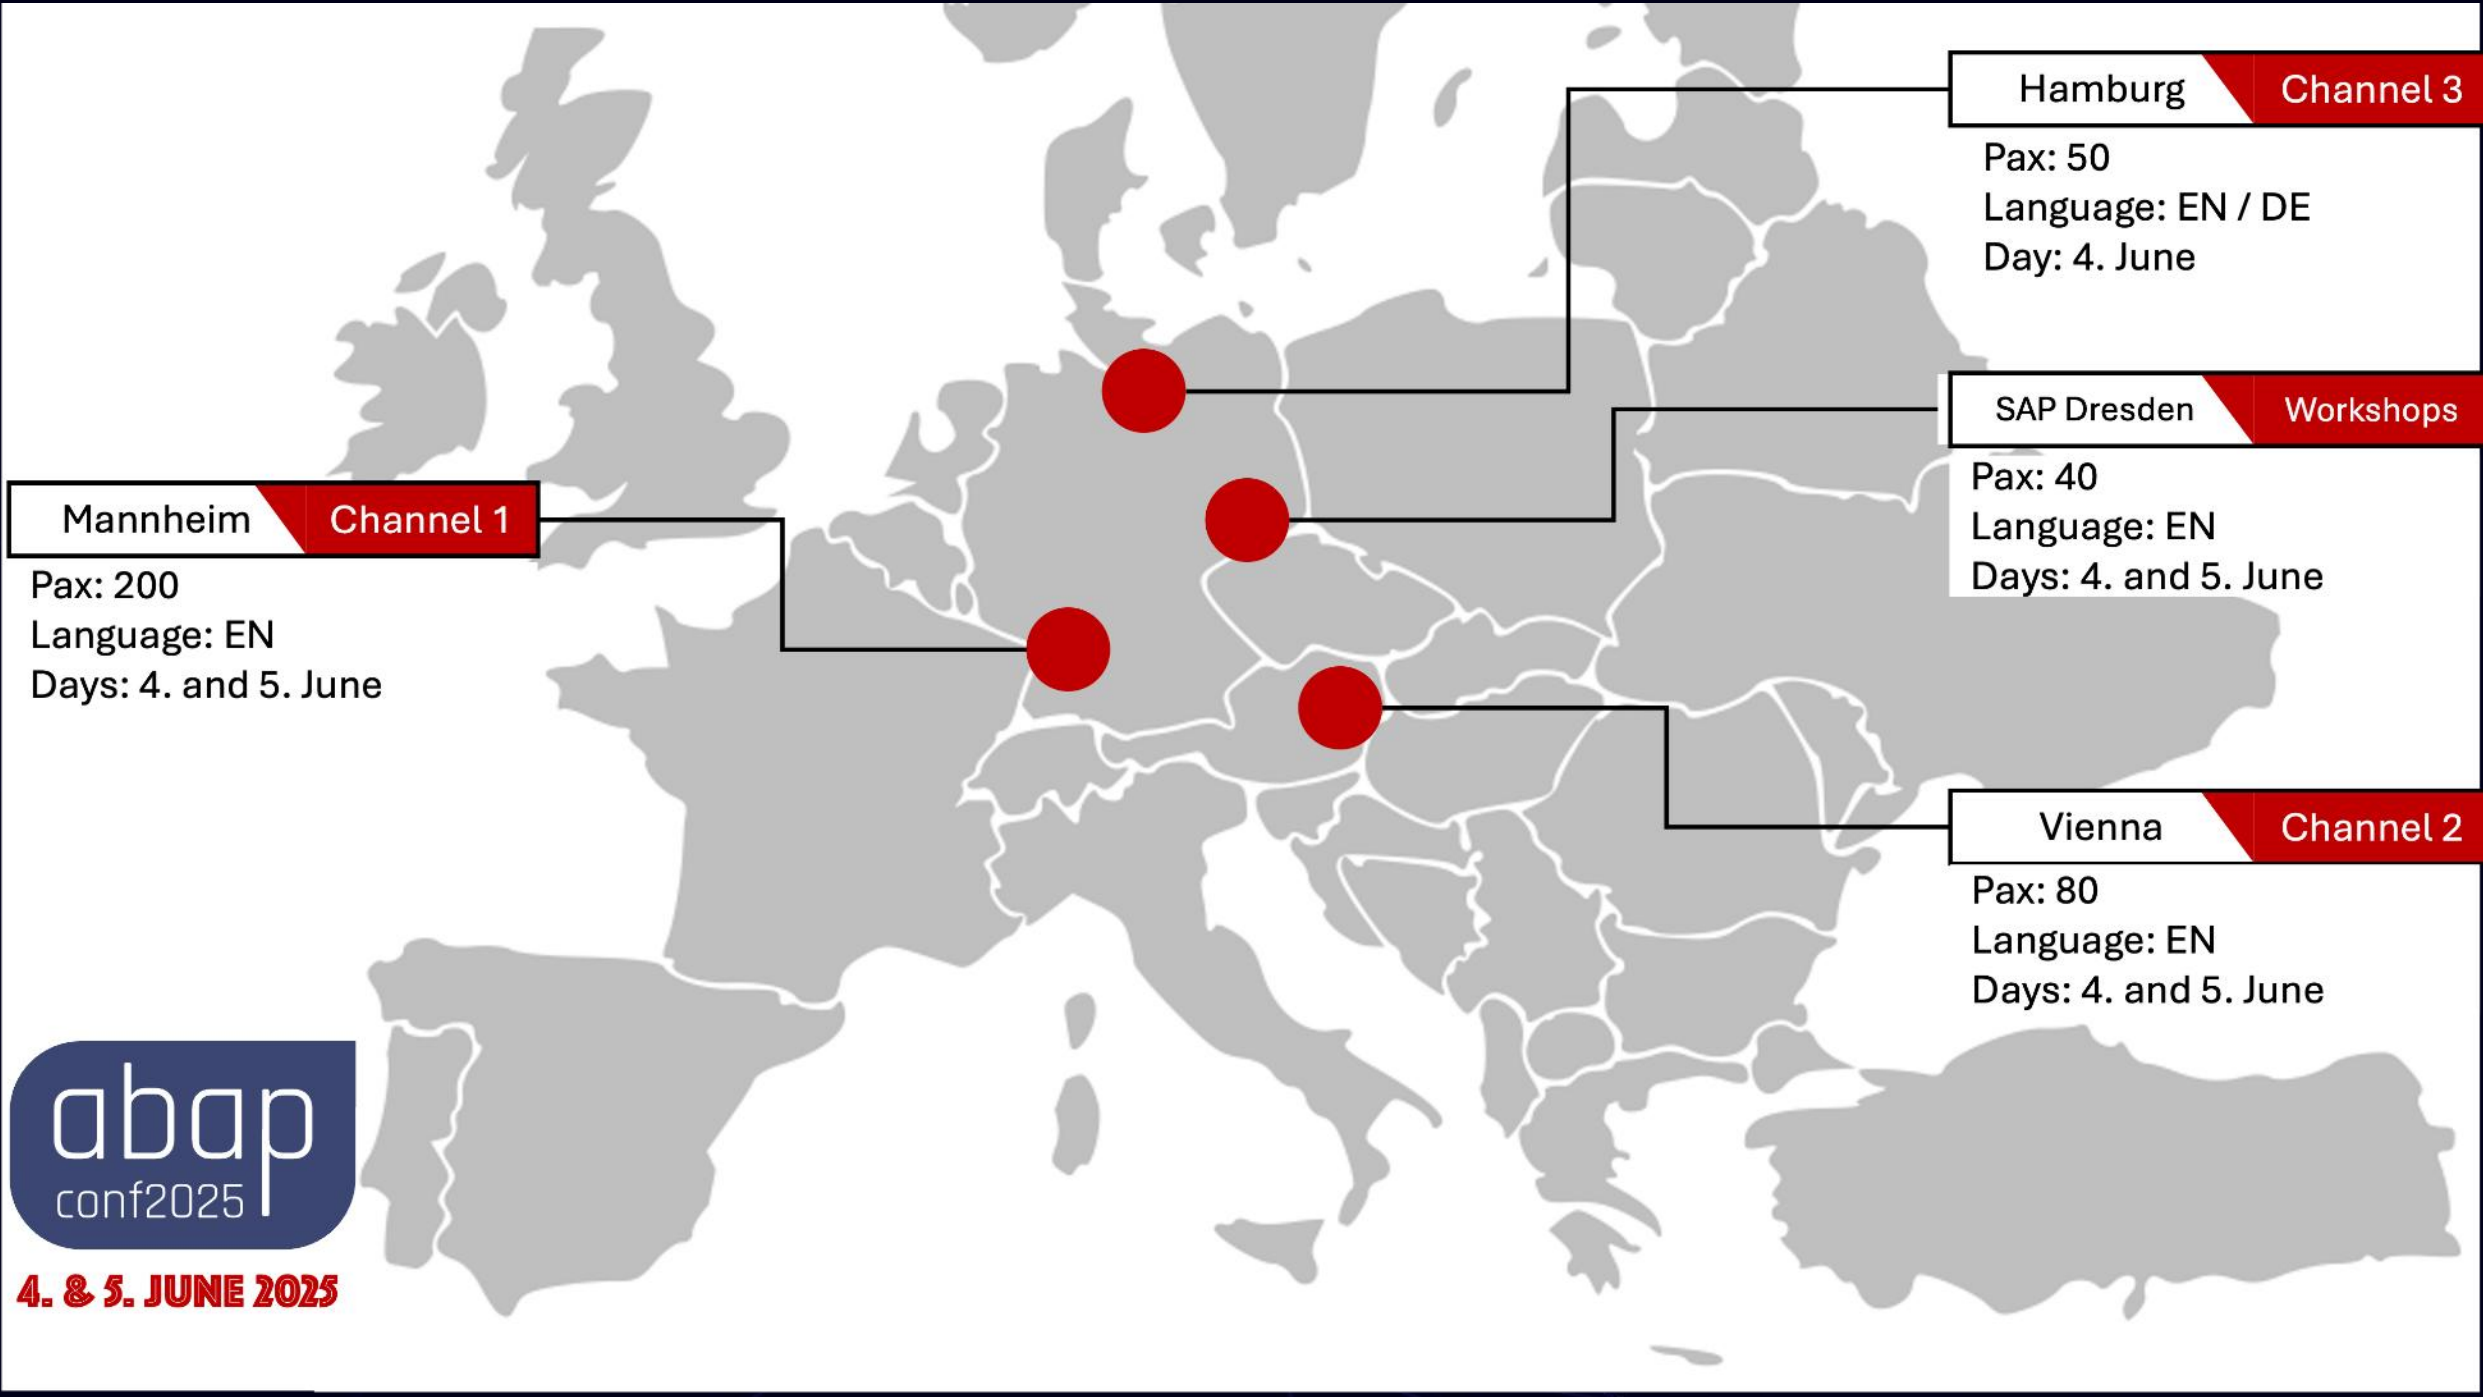 Hamburg Channel 3
Pax: 50
Language: EN / DE
Day: 4. June
SAP Dresden Workshops
Pax: 40
Language: EN
Days: 4. and 5. June
Mannheim Channel 1
Pax: 200
Language: EN
Days: 4. and 5. June
Vienna Channel 2
Pax: 80
Language: EN
Days: 4. and 5. June
abap
conf2025
4. & 5. JUNE 2025